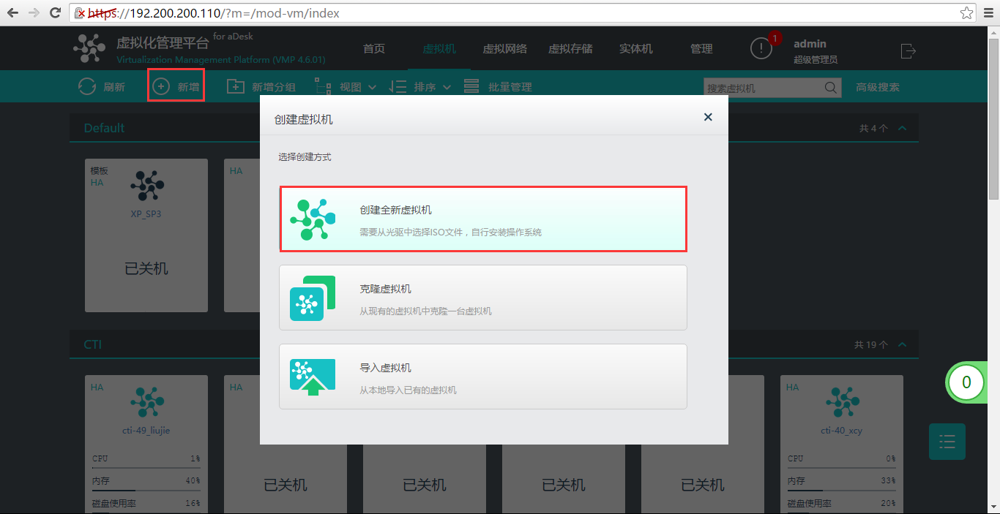 https://192.200.200.110/?m=/mod-vm/index
虚拟化管理平台 for aDesk
Virtualization Management Platform (VMP 4.6.01)
首页 虚拟机 虚拟网络 虚拟存储 实体机 管理
1
admin
超级管理员
刷新 新增 新增分组 视图 排序 批量管理 搜索虚拟机 高级搜索
Default 共 4 个
创建虚拟机
选择创建方式
创建全新虚拟机
需要从光驱中选择ISO文件，自行安装操作系统
克隆虚拟机
从现有的虚拟机中克隆一台虚拟机
导入虚拟机
从本地导入已有的虚拟机
模板
HA
XP_SP3
已关机
HA
CTI 共 19 个
HA
cti-49_liujie
CPU 1%
内存 40%
磁盘使用率 16%
HA
已关机
已关机
已关机
已关机
HA
cti-40_xcy
CPU 0%
内存 33%
磁盘使用率 20%
0